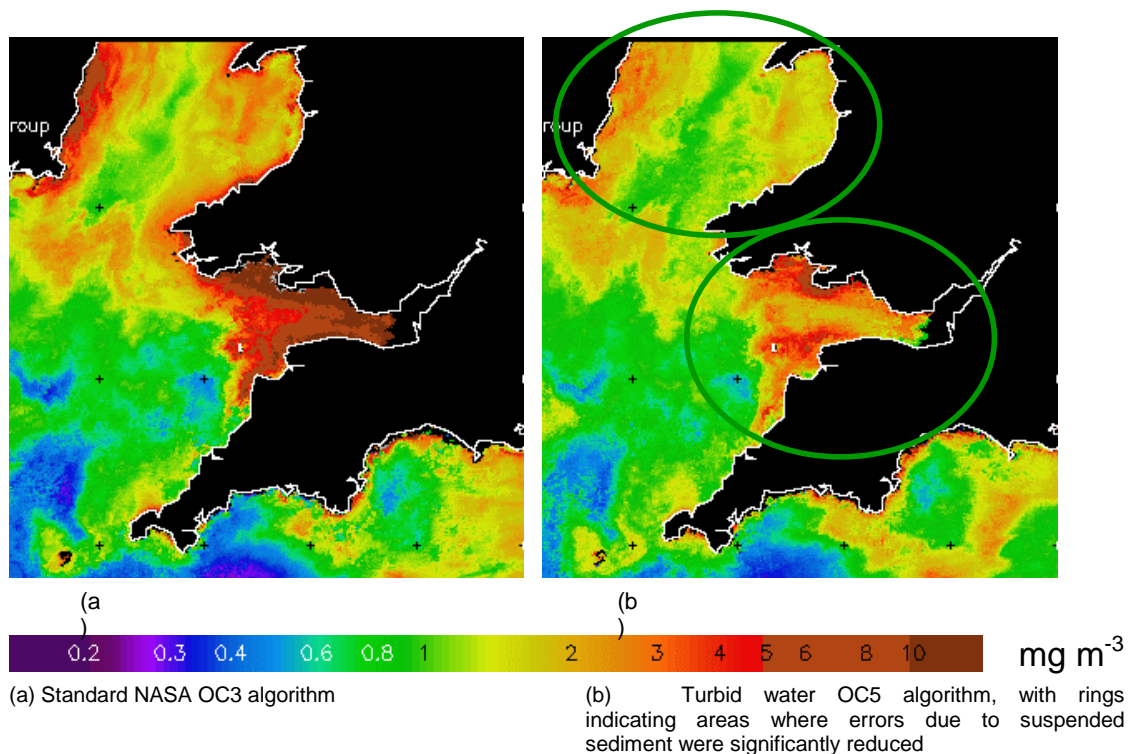 roup
roup
(a
)
(b
)
0.2 0.3 0.4 0.6 0.8 1 2 3 4 5 6 8 10
mg m-3
(a) Standard NASA OC3 algorithm
(b) Turbid water OC5 algorithm, with rings
indicating areas where errors due to suspended
sediment were significantly reduced